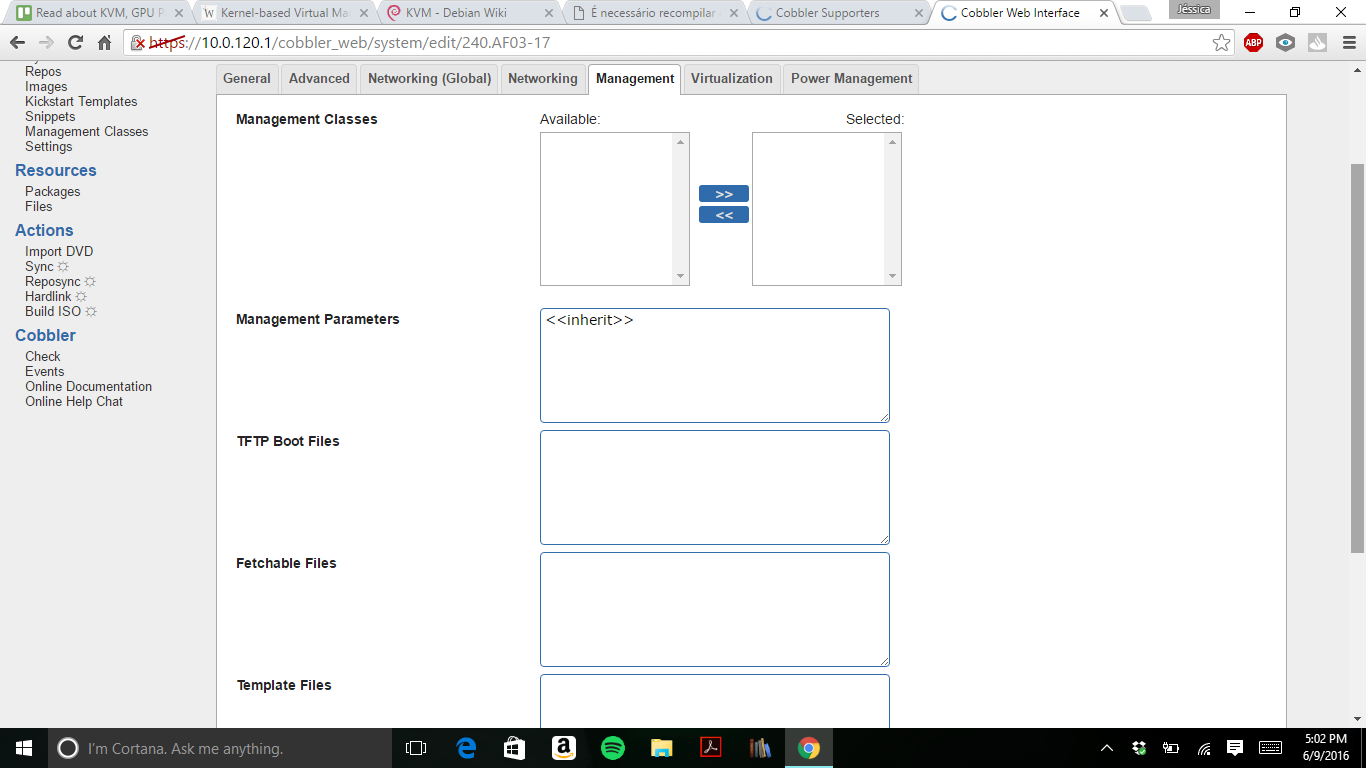 Read about KVM, GPU P
Kernel-based Virtual Ma
KVM - Debian Wiki
É necessário recompilar
Cobbler Supporters
Cobbler Web Interface
Jéssica
https://10.0.120.1/cobbler_web/system/edit/240.AF03-17
ABP
Repos
Images
Kickstart Templates
Snippets
Management Classes
Settings
Resources
Packages
Files
Actions
Import DVD
Sync
Reposync
Hardlink
Build ISO
Cobbler
Check
Events
Online Documentation
Online Help Chat
General
Advanced
Networking (Global)
Networking
Management
Virtualization
Power Management
Management Classes
Available:
Selected:
>>
<<
Management Parameters
<<inherit>>
TFTP Boot Files
Fetchable Files
Template Files
I'm Cortana. Ask me anything.
5:02 PM
6/9/2016